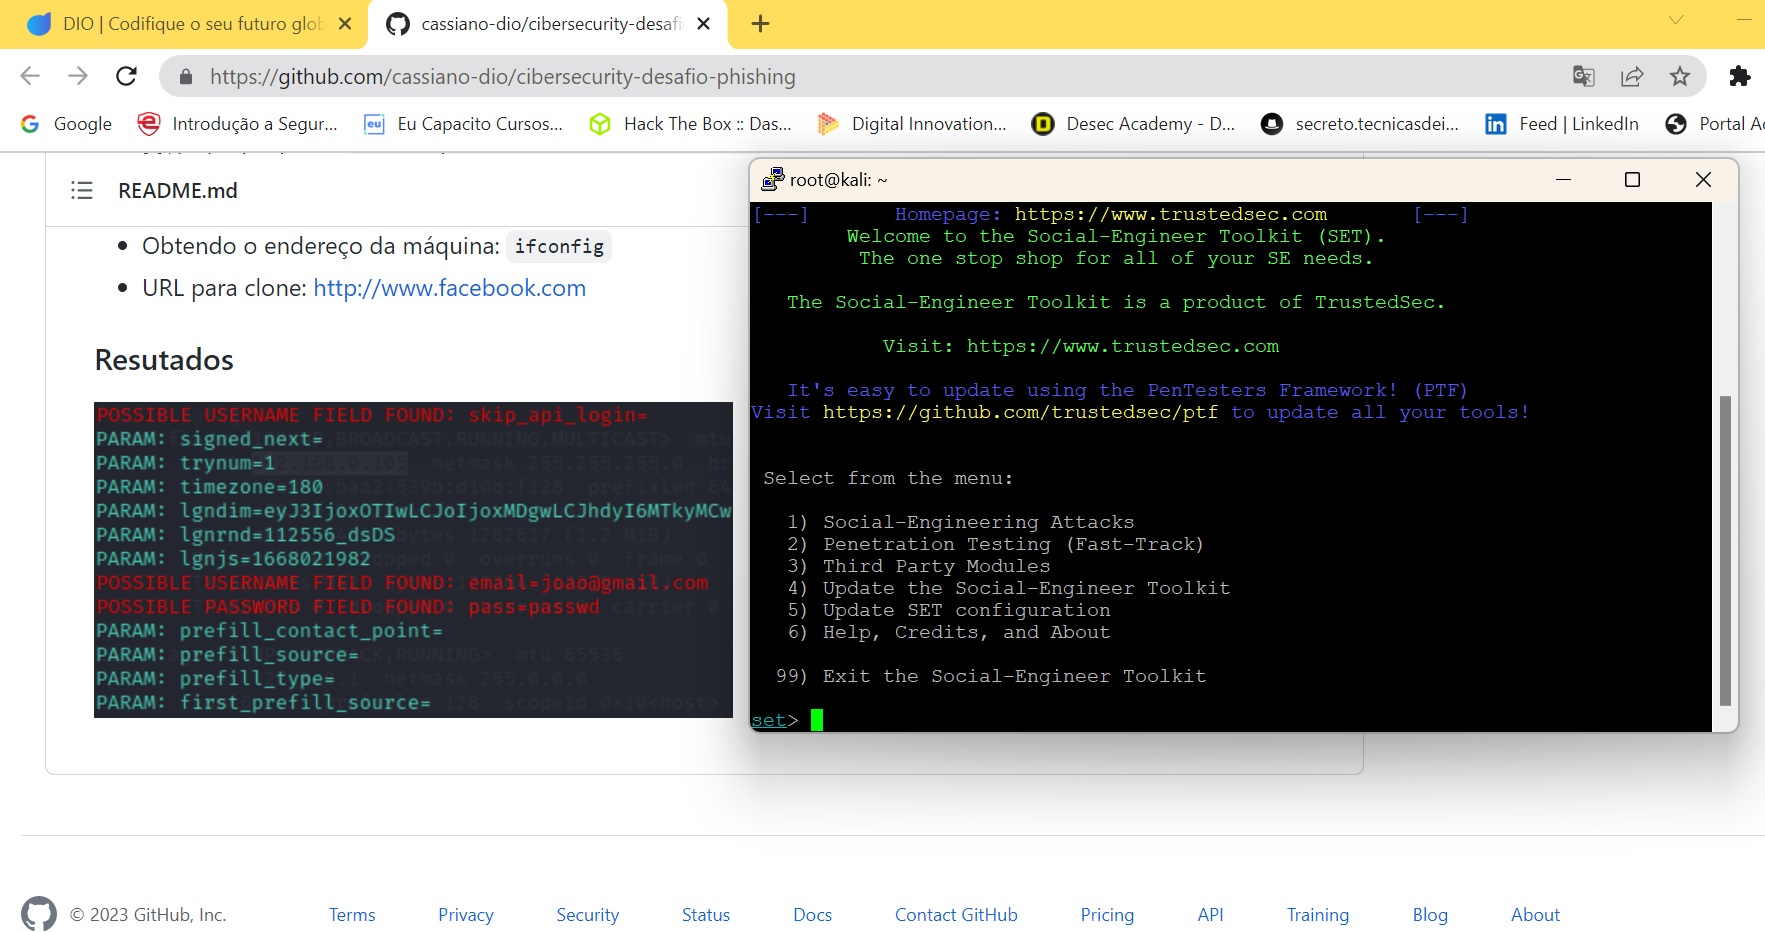 DIO | Codifique o seu futuro glob
cassiano-dio/cibersecurity-desafi
https://github.com/cassiano-dio/cibersecurity-desafio-phishing
Google
Introdução a Segur...
Eu Capacito Cursos...
Hack The Box :: Das...
Digital Innovation...
Desec Academy - D...
secreto.tecnicasdei...
Feed | LinkedIn
Portal Ac
README.md
Obtendo o endereço da máquina: ifconfig
URL para clone: http://www.facebook.com
Resutados
POSSIBLE USERNAME FIELD FOUND: skip_api_login=
PARAM: signed_next=
PARAM: trynum=1
PARAM: timezone=180
PARAM: lgndim=eyJ3IjoxOTIwLCJoIjoxMDgwLCJhdyI6MTkyMCw
PARAM: lgnrnd=112556_dsDS
PARAM: lgnjs=1668021982
POSSIBLE USERNAME FIELD FOUND: email=joao@gmail.com
POSSIBLE PASSWORD FIELD FOUND: pass=passwd
PARAM: prefill_contact_point=
PARAM: prefill_source=
PARAM: prefill_type=
PARAM: first_prefill_source=
root@kali: ~
[---] Homepage: https://www.trustedsec.com [---]
Welcome to the Social-Engineer Toolkit (SET).
The one stop shop for all of your SE needs.
The Social-Engineer Toolkit is a product of TrustedSec.
Visit: https://www.trustedsec.com
It's easy to update using the PenTesters Framework! (PTF)
Visit https://github.com/trustedsec/ptf to update all your tools!
Select from the menu:
1) Social-Engineering Attacks
2) Penetration Testing (Fast-Track)
3) Third Party Modules
4) Update the Social-Engineer Toolkit
5) Update SET configuration
6) Help, Credits, and About
99) Exit the Social-Engineer Toolkit
set>
© 2023 GitHub, Inc.
Terms
Privacy
Security
Status
Docs
Contact GitHub
Pricing
API
Training
Blog
About